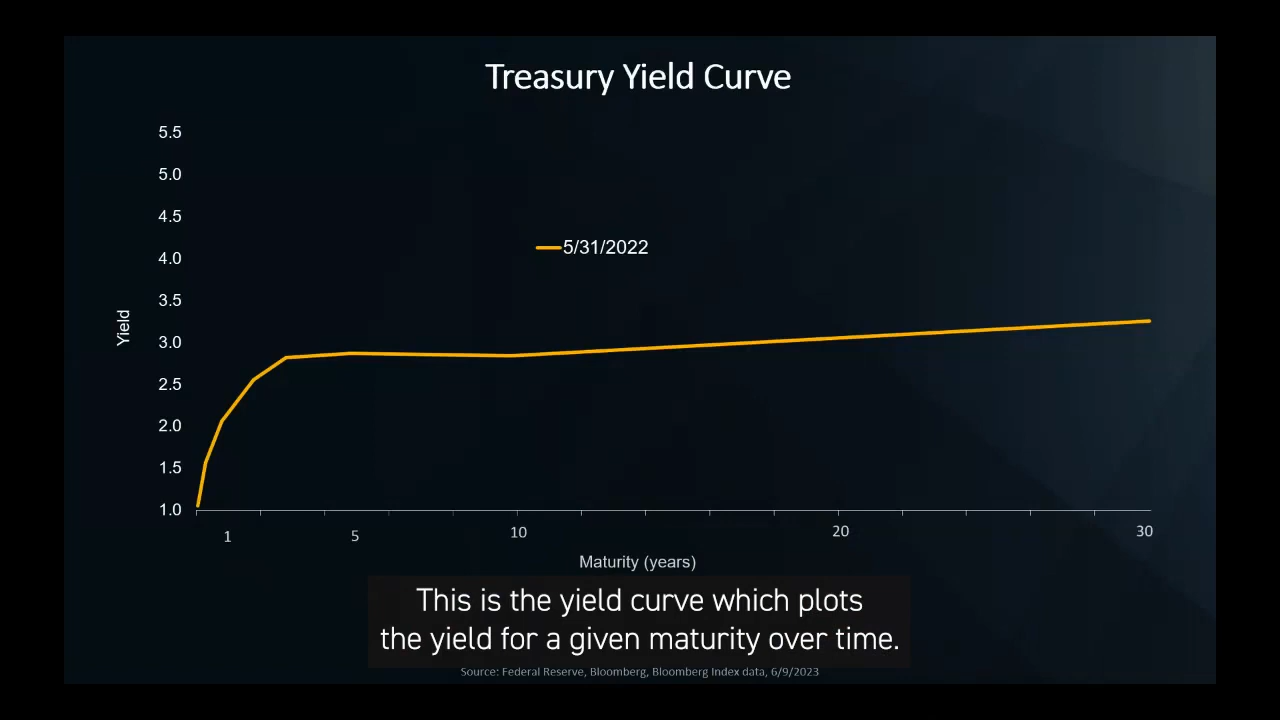 Treasury Yield Curve
5.5
5.0
4.5
5/31/2022
4.0
3.5
Yield
3.0
2.5
2.0
1.5
1.0
1 5 10 20 30
Maturity (years)
This is the yield curve which plots
the yield for a given maturity over time.
Source: Federal Reserve, Bloomberg, Bloomberg Index data, 6/9/2023